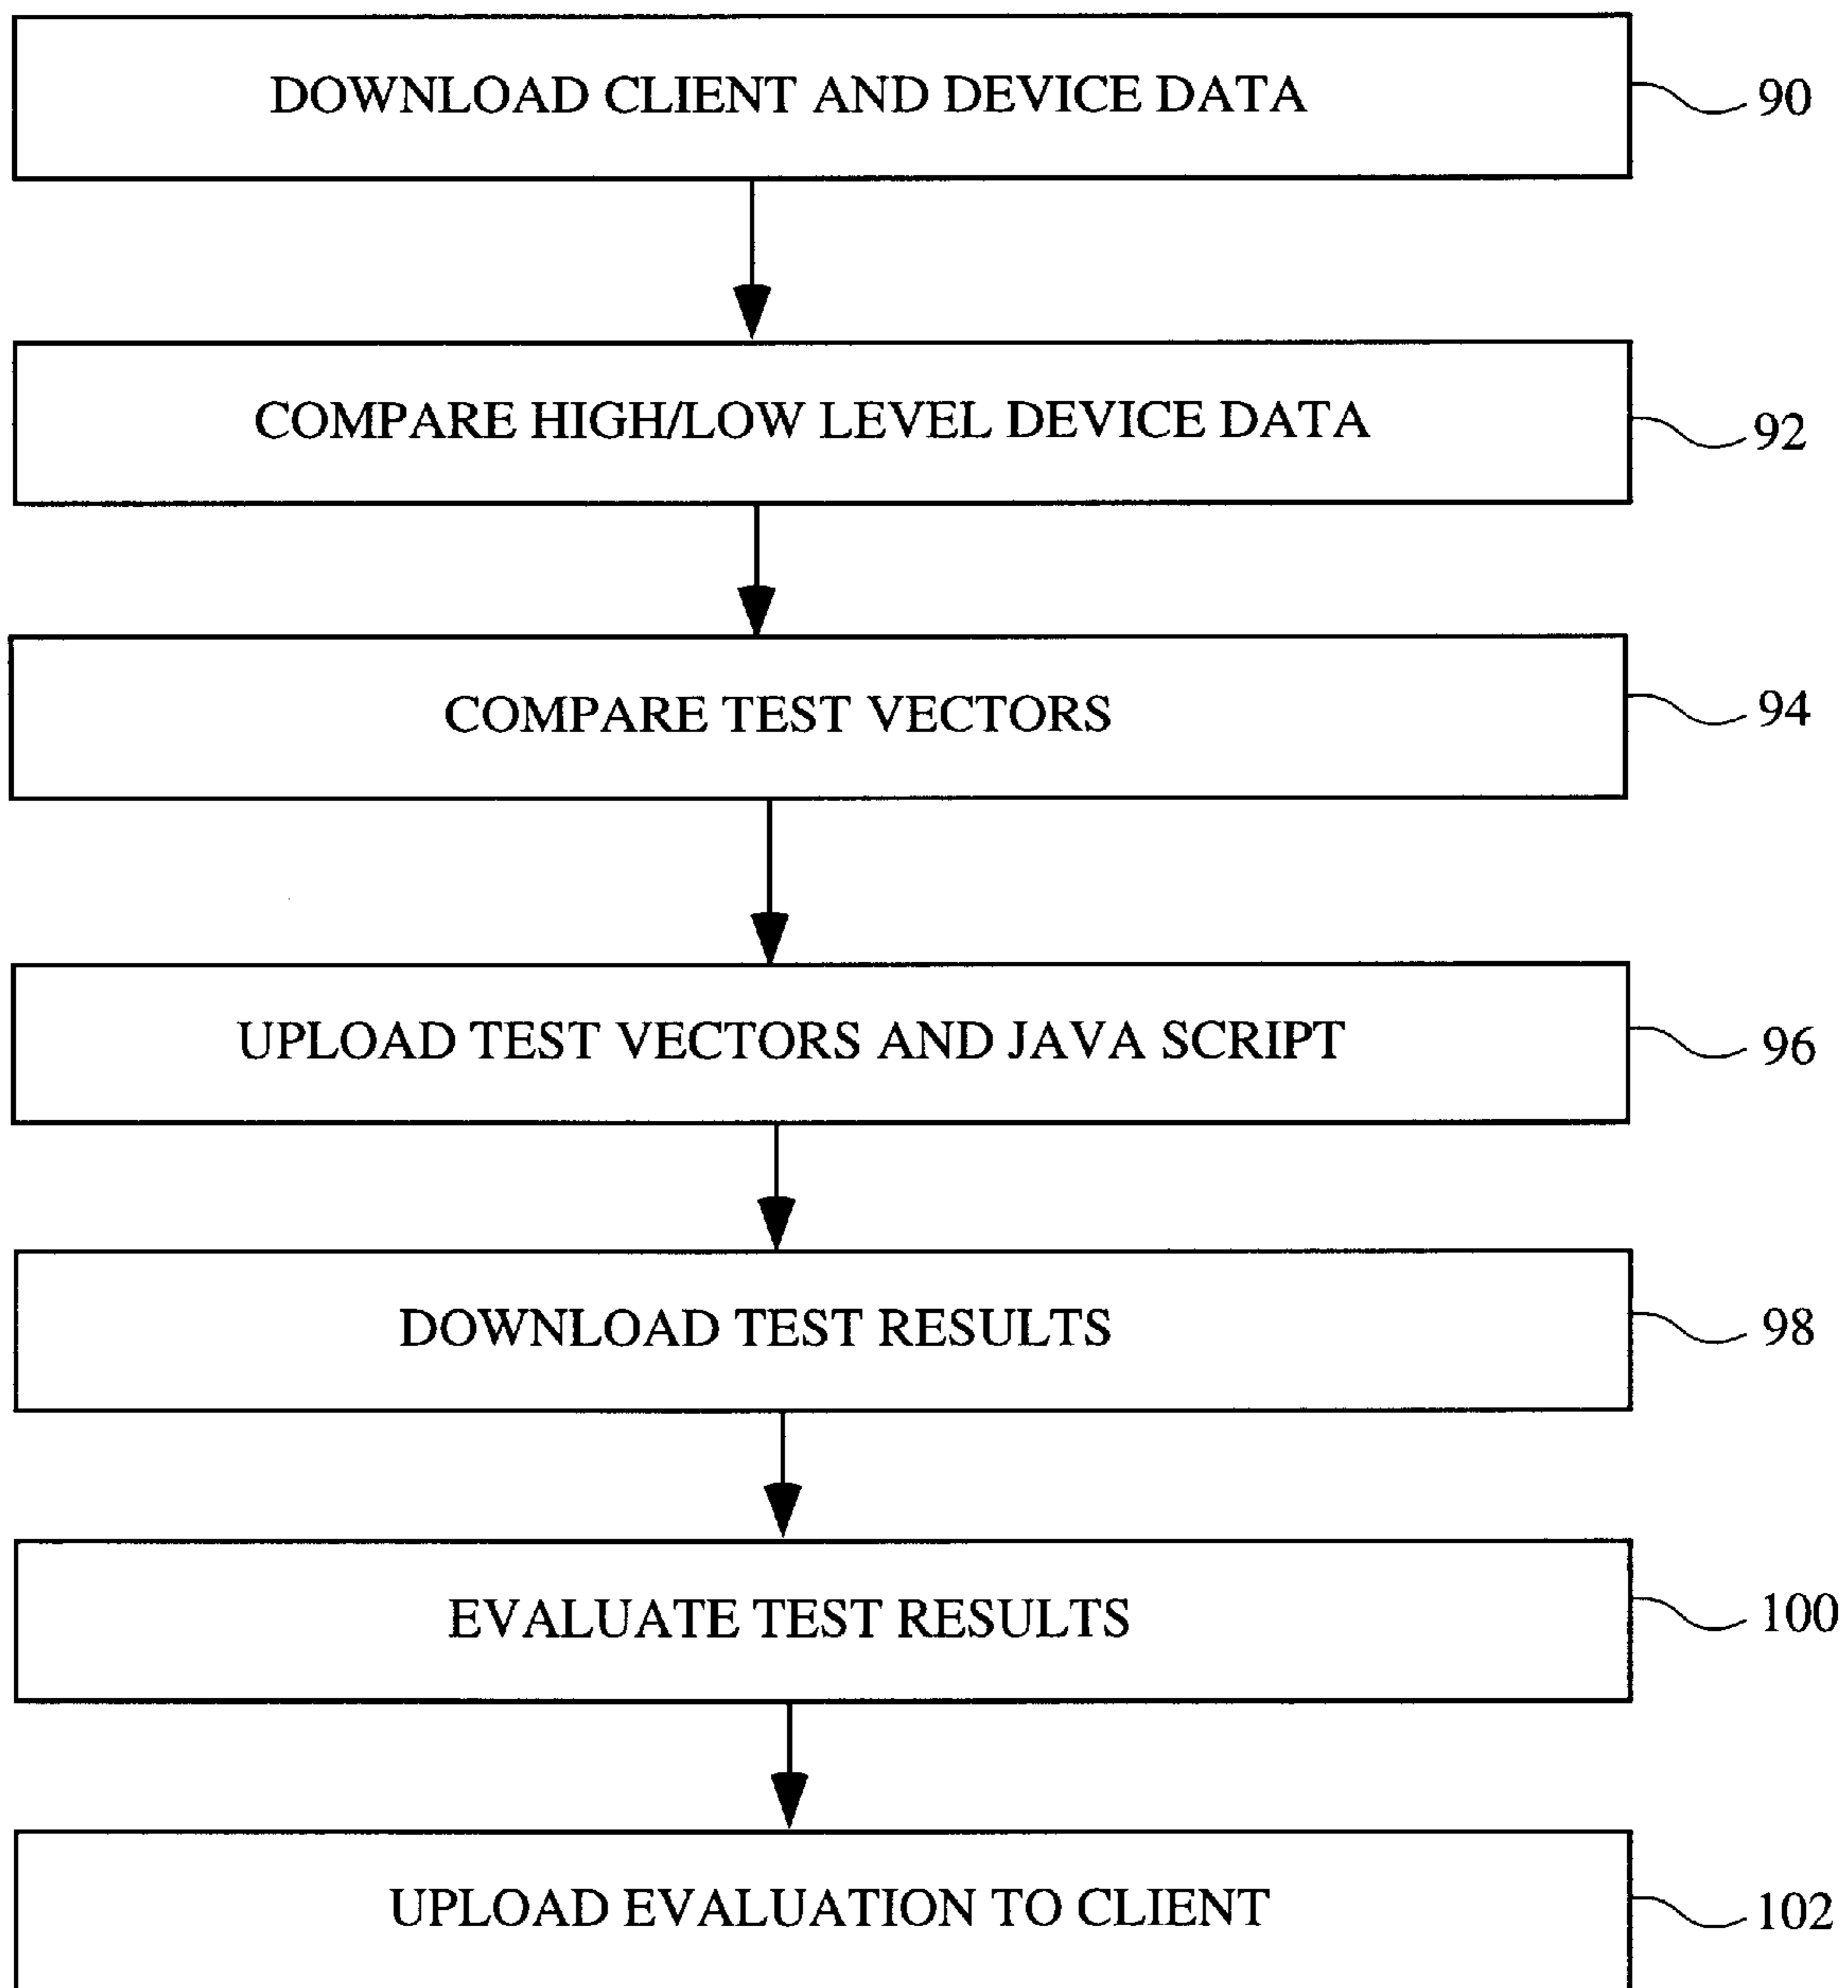 DOWNLOAD CLIENT AND DEVICE DATA 90
COMPARE HIGH/LOW LEVEL DEVICE DATA 92
COMPARE TEST VECTORS 94
UPLOAD TEST VECTORS AND JAVA SCRIPT 96
DOWNLOAD TEST RESULTS 98
EVALUATE TEST RESULTS 100
UPLOAD EVALUATION TO CLIENT 102